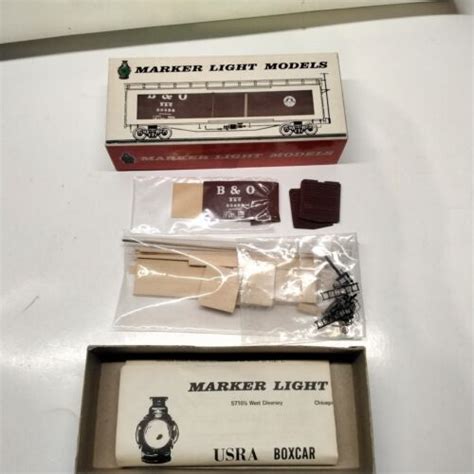 MARKER LIGHT MODELS
B & O
MARKER LIGHT MODELS
B & O
MARKER LIGHT
5710½ West Diversey Chicago
USRA BOXCAR